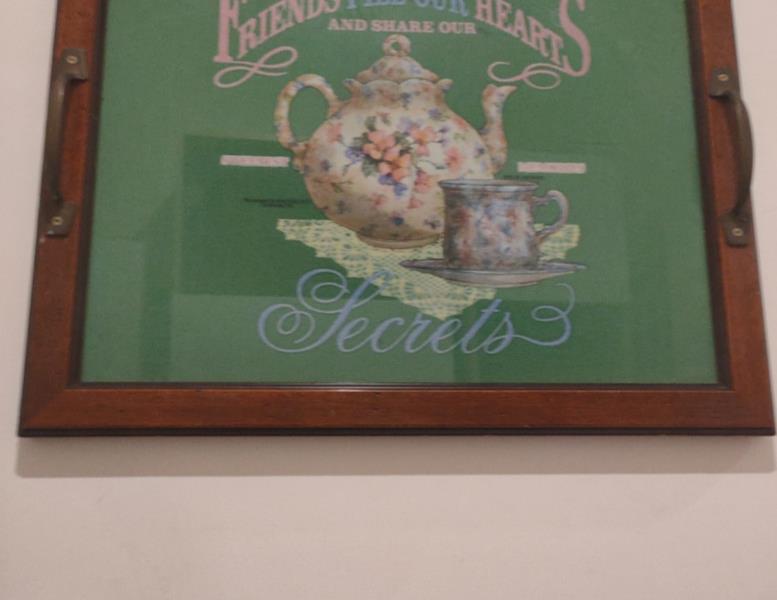 FRIENDS FILL OUR HEARTS
AND SHARE OUR
Secrets